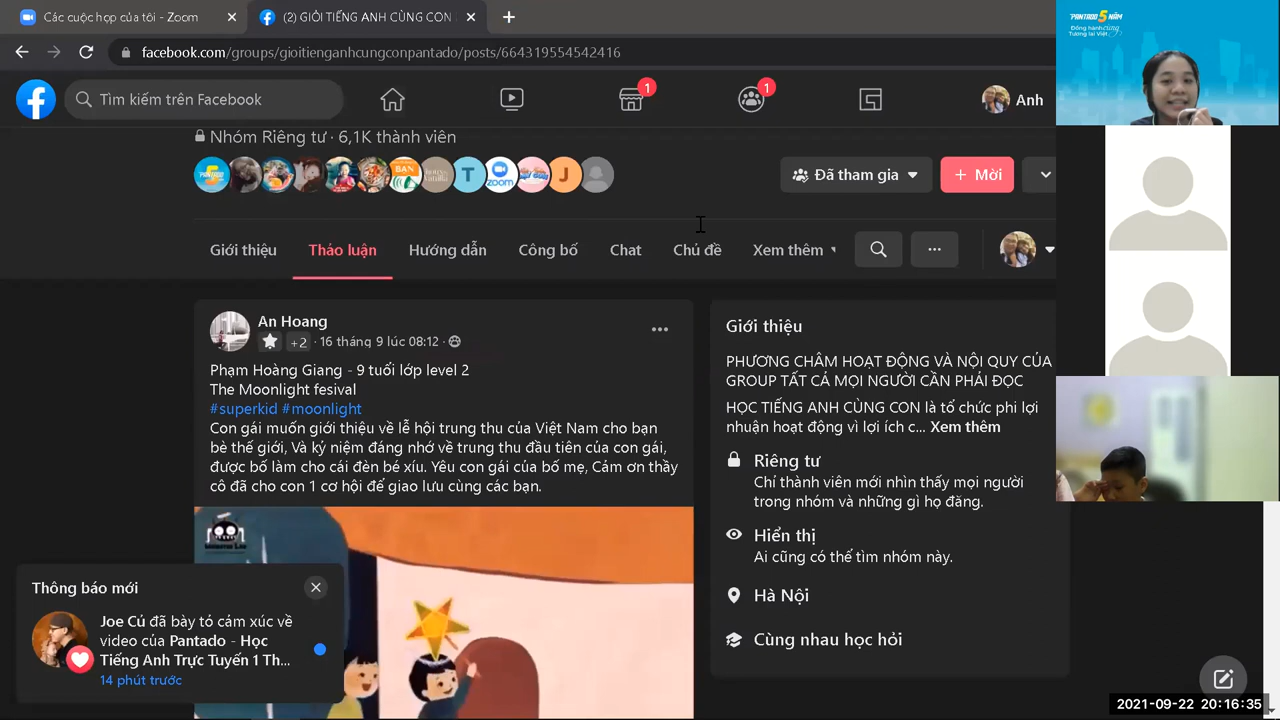 Các cuộc họp của tôi - Zoom
(2) GIỎI TIẾNG ANH CÙNG CON
facebook.com/groups/gioitienganhcungconpantado/posts/664319554542416
Tìm kiếm trên Facebook
1
1
Anh
Nhóm Riêng tư · 6,1K thành viên
Đã tham gia
+ Mời
Giới thiệu
Thảo luận
Hướng dẫn
Công bố
Chat
Chủ đề
Xem thêm
An Hoang
+2 · 16 tháng 9 lúc 08:12 ·
Phạm Hoàng Giang - 9 tuổi lớp level 2
The Moonlight fesival
#superkid #moonlight
Con gái muốn giới thiệu về lễ hội trung thu của Việt Nam cho bạn
bè thế giới, Và kỷ niệm đáng nhớ về trung thu đầu tiên của con gái,
được bố làm cho cái đèn bé xíu. Yêu con gái của bố mẹ, Cảm ơn thầy
cô đã cho con 1 cơ hội để giao lưu cùng các bạn.
Giới thiệu
PHƯƠNG CHÂM HOẠT ĐỘNG VÀ NỘI QUY CỦA
GROUP TẤT CẢ MỌI NGƯỜI CẦN PHẢI ĐỌC
HỌC TIẾNG ANH CÙNG CON là tổ chức phi lợi
nhuận hoạt động vì lợi ích c... Xem thêm
Riêng tư
Chỉ thành viên mới nhìn thấy mọi người
trong nhóm và những gì họ đăng.
Hiển thị
Ai cũng có thể tìm nhóm này.
Hà Nội
Cùng nhau học hỏi
Thông báo mới
Joe Củ đã bày tỏ cảm xúc về
video của Pantado - Học
Tiếng Anh Trực Tuyến 1 Th...
14 phút trước
PANTADO 5 NĂM
Đồng hành cùng
Tương lai Việt
2021-09-22 20:16:35